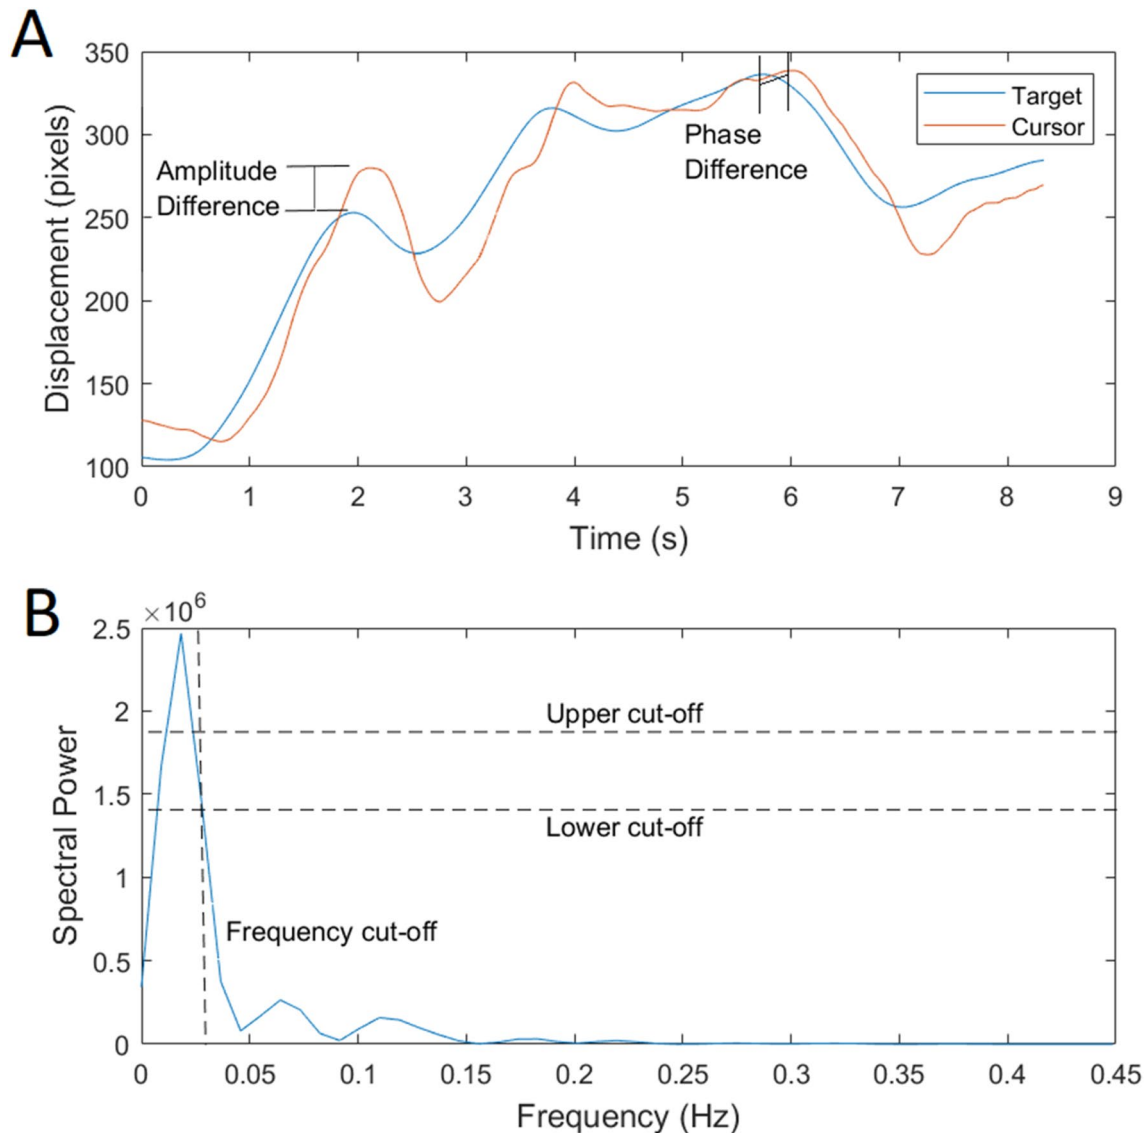 A
350
300
250
200
150
100
Displacement (pixels)
Amplitude
Difference
Phase
Difference
Target
Cursor
0 1 2 3 4 5 6 7 8 9
Time (s)
B
×10⁶
2.5
2
1.5
1
0.5
0
Spectral Power
Upper cut-off
Lower cut-off
Frequency cut-off
0 0.05 0.1 0.15 0.2 0.25 0.3 0.35 0.4 0.45
Frequency (Hz)